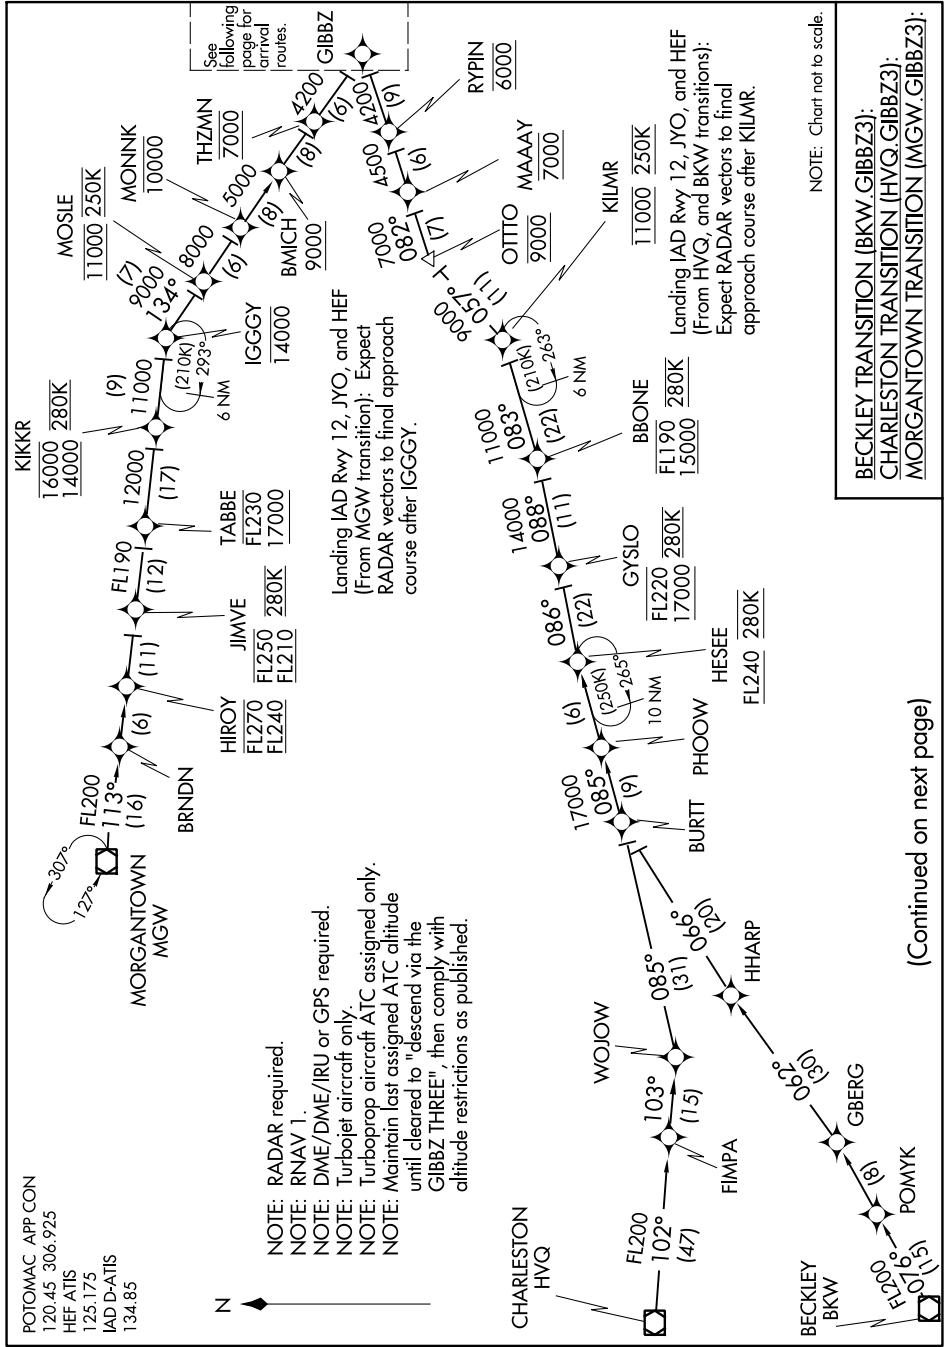 POTOMAC APP CON
120.45 306.925
HEF ATIS
125.175
IAD D-ATIS
134.85
N
307°
127°
MORGANTOWN
MGW
FL200
113°
(16)
BRNDN
(6)
HIROY
FL270
FL240
(11)
JIMVE
FL250 280K
FL210
FL190
(12)
TABBE
FL230
17000
12000
(17)
KIKKR
16000 280K
14000
(9)
11000
(210K)
293°
6 NM
IGGGY
14000
(7)
9000
134°
MOSLE
11000 250K
8000
(6)
MONNK
10000
5000
(8)
BMICH
9000
(8)
THZMN
7000
4200
(6)
See
following
page for
arrival
routes.
GIBBZ
4200
(9)
RYPIN
6000
4500
(6)
MAAAY
7000
7000
082°
(7)
OTTTO
9000
9000
057°
(11)
KILMR
11000 250K
(210K)
263°
6 NM
11000
083°
(22)
BBONE
FL190 280K
15000
14000
088°
(11)
GYSLO
FL220 280K
17000
086°
(22)
HESEE
FL240 280K
(250K)
265°
10 NM
(6)
PHOOW
17000
085°
(9)
BURTT
085°
(31)
WOJOW
103°
(15)
FIMPA
FL200
102°
(47)
CHARLESTON
HVQ
066°
(20)
HHARP
062°
(30)
GBERG
(8)
POMYK
FL200
076°
(15)
BECKLEY
BKW
Landing IAD Rwy 12, JYO, and HEF
(From MGW transition): Expect
RADAR vectors to final approach
course after IGGGY.
Landing IAD Rwy 12, JYO, and HEF
(From HVQ, and BKW transitions):
Expect RADAR vectors to final
approach course after KILMR.
NOTE: RADAR required.
NOTE: RNAV 1.
NOTE: DME/DME/IRU or GPS required.
NOTE: Turbojet aircraft only.
NOTE: Turboprop aircraft ATC assigned only.
NOTE: Maintain last assigned ATC altitude
until cleared to "descend via the
GIBBZ THREE", then comply with
altitude restrictions as published.
NOTE: Chart not to scale.
BECKLEY TRANSITION (BKW.GIBBZ3):
CHARLESTON TRANSITION (HVQ.GIBBZ3):
MORGANTOWN TRANSITION (MGW.GIBBZ3):
(Continued on next page)